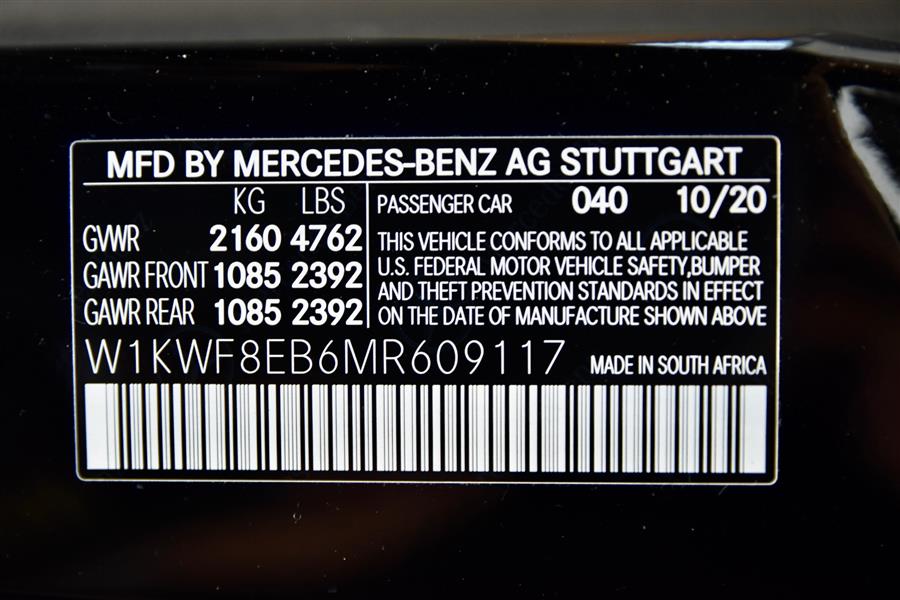 MFD BY MERCEDES-BENZ AG STUTTGART
KG LBS
GVWR 2160 4762
GAWR FRONT 1085 2392
GAWR REAR 1085 2392
PASSENGER CAR 040 10/20
THIS VEHICLE CONFORMS TO ALL APPLICABLE
U.S. FEDERAL MOTOR VEHICLE SAFETY,BUMPER
AND THEFT PREVENTION STANDARDS IN EFFECT
ON THE DATE OF MANUFACTURE SHOWN ABOVE
W1KWF8EB6MR609117 MADE IN SOUTH AFRICA